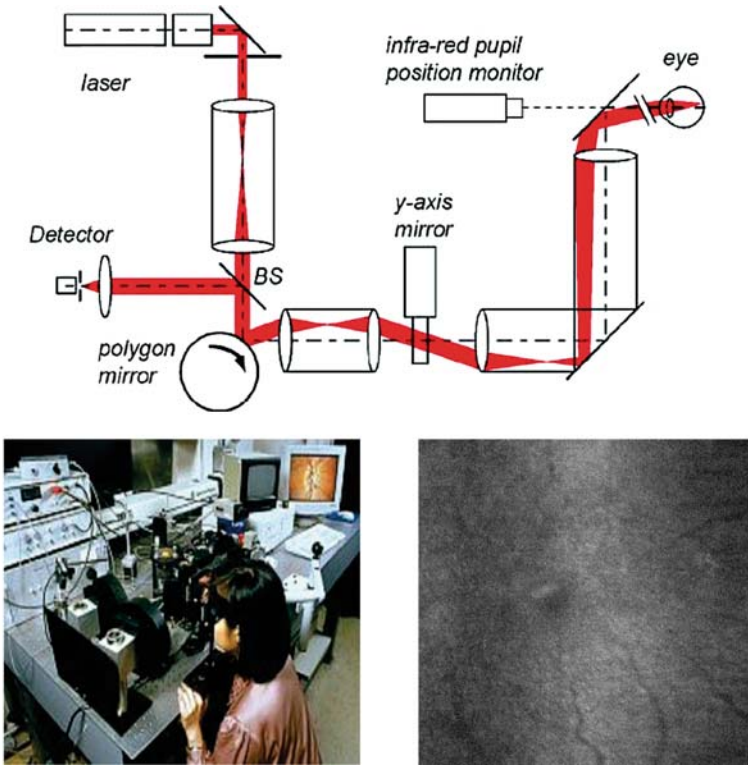 laser
infra-red pupil
position monitor
eye
y-axis
mirror
Detector
BS
polygon
mirror